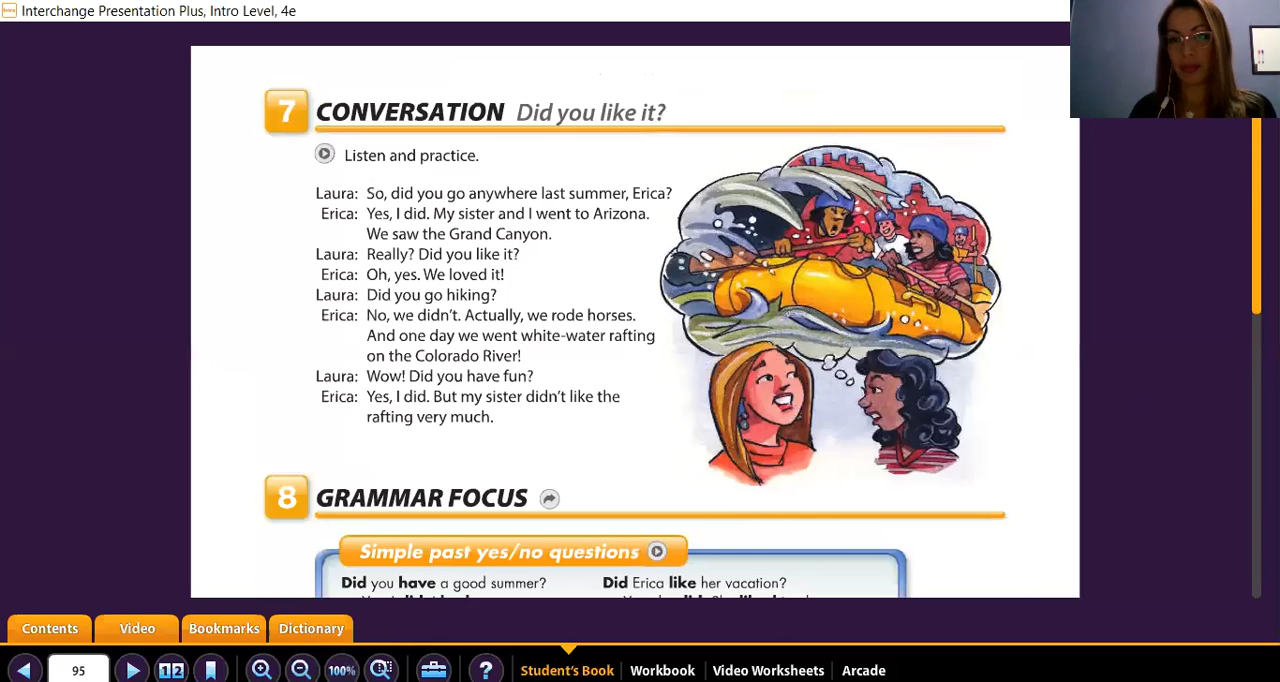 Interchange Presentation Plus, Intro Level, 4e
7 CONVERSATION Did you like it?
Listen and practice.
Laura: So, did you go anywhere last summer, Erica?
Erica: Yes, I did. My sister and I went to Arizona.
We saw the Grand Canyon.
Laura: Really? Did you like it?
Erica: Oh, yes. We loved it!
Laura: Did you go hiking?
Erica: No, we didn't. Actually, we rode horses.
And one day we went white-water rafting
on the Colorado River!
Laura: Wow! Did you have fun?
Erica: Yes, I did. But my sister didn't like the
rafting very much.
8 GRAMMAR FOCUS
Simple past yes/no questions
Did you have a good summer? Did Erica like her vacation?
Contents Video Bookmarks Dictionary
95 1 2 100% ? Student's Book Workbook Video Worksheets Arcade